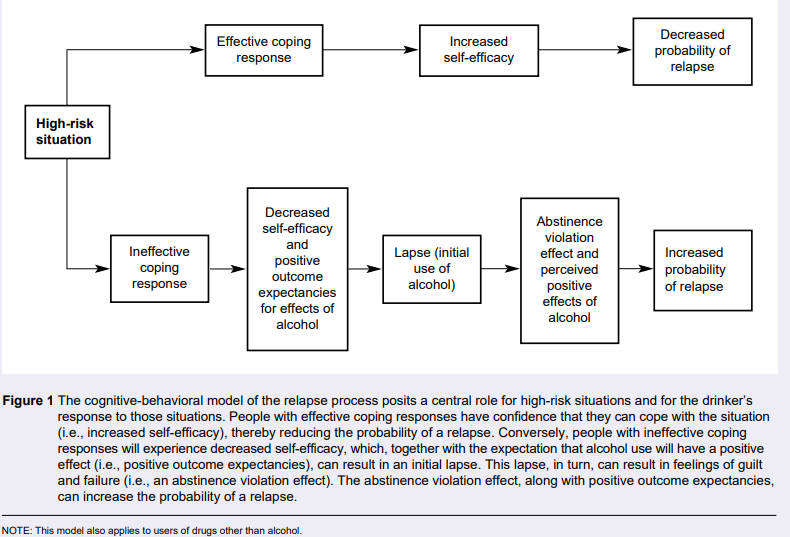 Effective coping
response
Increased
self-efficacy
Decreased
probability of
relapse
High-risk
situation
Ineffective
coping
response
Decreased
self-efficacy
and
positive
outcome
expectancies
for effects of
alcohol
Lapse (initial
use of
alcohol)
Abstinence
violation
effect and
perceived
positive
effects of
alcohol
Increased
probability
of relapse
Figure 1 The cognitive-behavioral model of the relapse process posits a central role for high-risk situations and for the drinker’s
response to those situations. People with effective coping responses have confidence that they can cope with the situation
(i.e., increased self-efficacy), thereby reducing the probability of a relapse. Conversely, people with ineffective coping
responses will experience decreased self-efficacy, which, together with the expectation that alcohol use will have a positive
effect (i.e., positive outcome expectancies), can result in an initial lapse. This lapse, in turn, can result in feelings of guilt
and failure (i.e., an abstinence violation effect). The abstinence violation effect, along with positive outcome expectancies,
can increase the probability of a relapse.
NOTE: This model also applies to users of drugs other than alcohol.